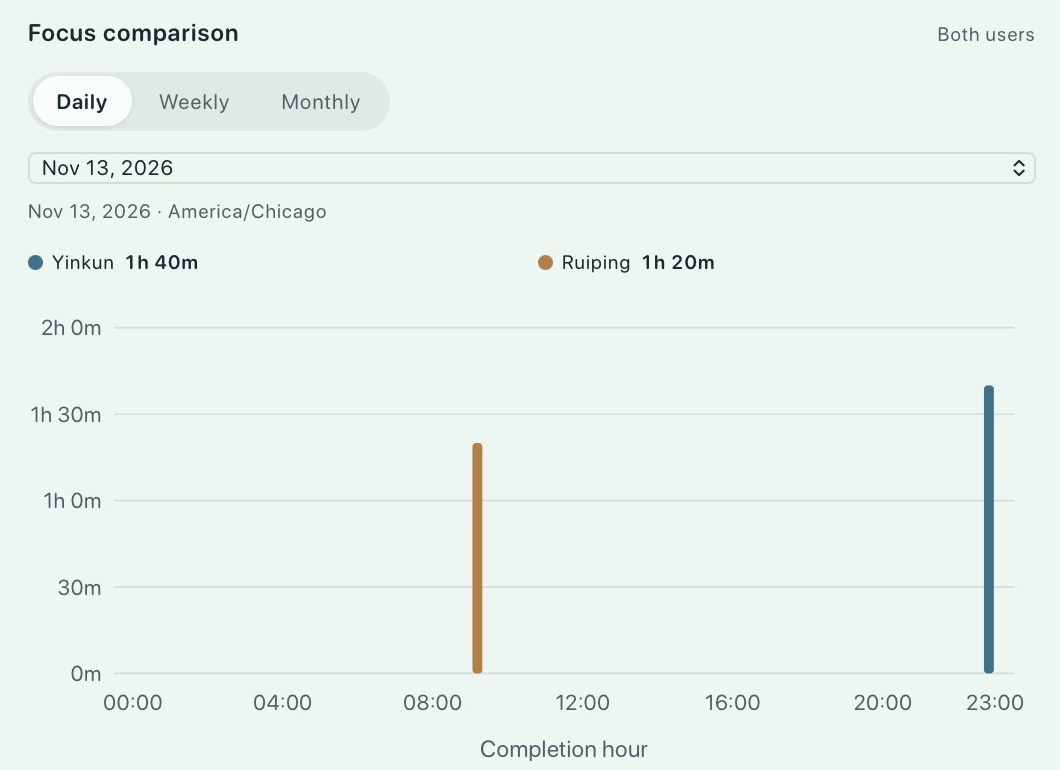 Focus comparison
Both users
Daily Weekly Monthly
Nov 13, 2026
Nov 13, 2026 · America/Chicago
Yinkun 1h 40m Ruiping 1h 20m
2h 0m
1h 30m
1h 0m
30m
0m
00:00 04:00 08:00 12:00 16:00 20:00 23:00
Completion hour